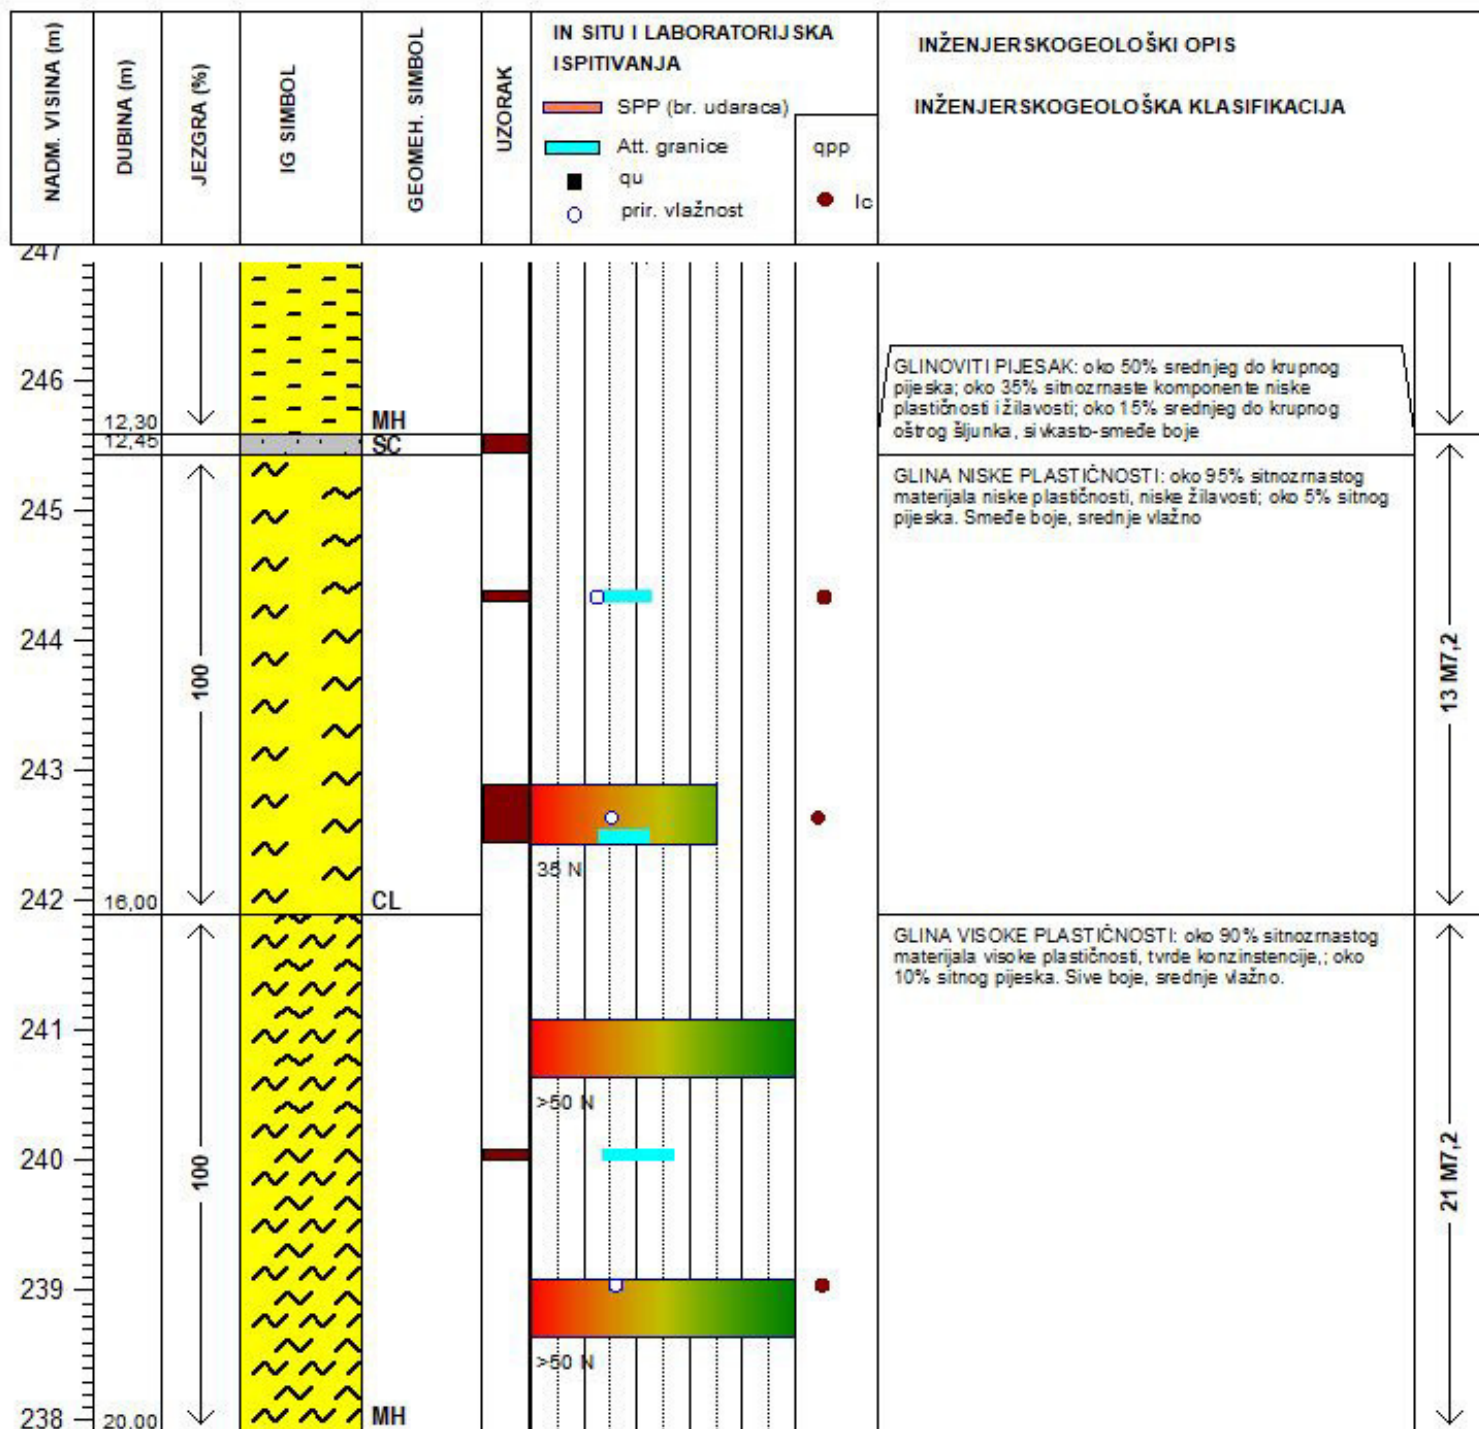 NADM. VISINA (m)
DUBINA (m)
JEZGRA (%)
IG SIMBOL
GEOMEH. SIMBOL
UZORAK
IN SITU I LABORATORIJSKA
ISPITIVANJA
SPP (br. udaraca)
Att. granice
qu
prir. vlažnost
qpp
Ic
INŽENJERSKOGEOLOŠKI OPIS
INŽENJERSKOGEOLOŠKA KLASIFIKACIJA
247
246
12,30
MH
12,45
SC
GLINOVITI PIJESAK: oko 50% srednjeg do krupnog
pijeska; oko 35% sitnozrnaste komponente niske
plastičnosti i žilavosti; oko 15% srednjeg do krupnog
oštrog šljunka, sivkasto-smeđe boje
GLINA NISKE PLASTIČNOSTI: oko 95% sitnozrnastog
materijala niske plastičnosti, niske žilavosti; oko 5% sitnog
pijeska. Smeđe boje, srednje vlažno
245
244
100
13 M7,2
243
35 N
242
16,00
CL
GLINA VISOKE PLASTIČNOSTI: oko 90% sitnozrnastog
materijala visoke plastičnosti, tvrde konzinstencije,; oko
10% sitnog pijeska. Sive boje, srednje vlažno.
241
>50 N
240
100
21 M7,2
239
>50 N
238
20,00
MH